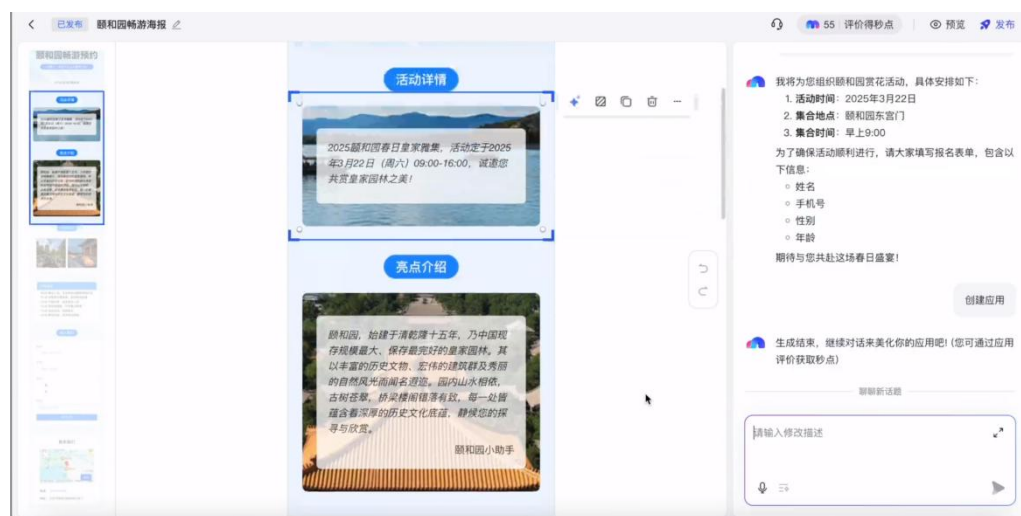 已发布 颐和园畅游海报
55 评价得秒点 预览 发布
颐和园畅游预约
活动详情
2025颐和园春日皇家雅集，活动定于2025
年3月22日（周六）09:00-16:00，诚邀您
共赏皇家园林之美！
亮点介绍
颐和园，始建于清乾隆十五年，乃中国现
存规模最大、保存最完好的皇家园林。其
以丰富的历史文物、宏伟的建筑群及秀丽
的自然风光而闻名遐迩。园内山水相依，
古树苍翠，桥梁楼阁错落有致，每一处皆
蕴含着深厚的历史文化底蕴，静候您的探
寻与欣赏。
颐和园小助手
我将为您组织颐和园赏花活动，具体安排如下：
1. 活动时间：2025年3月22日
2. 集合地点：颐和园东宫门
3. 集合时间：早上9:00
为了确保活动顺利进行，请大家填写报名表单，包含以
下信息：
姓名
手机号
性别
年龄
期待与您共赴这场春日盛宴！
创建应用
生成结束，继续对话来美化你的应用吧！(您可通过应用
评价获取秒点)
聊聊新话题
请输入修改描述